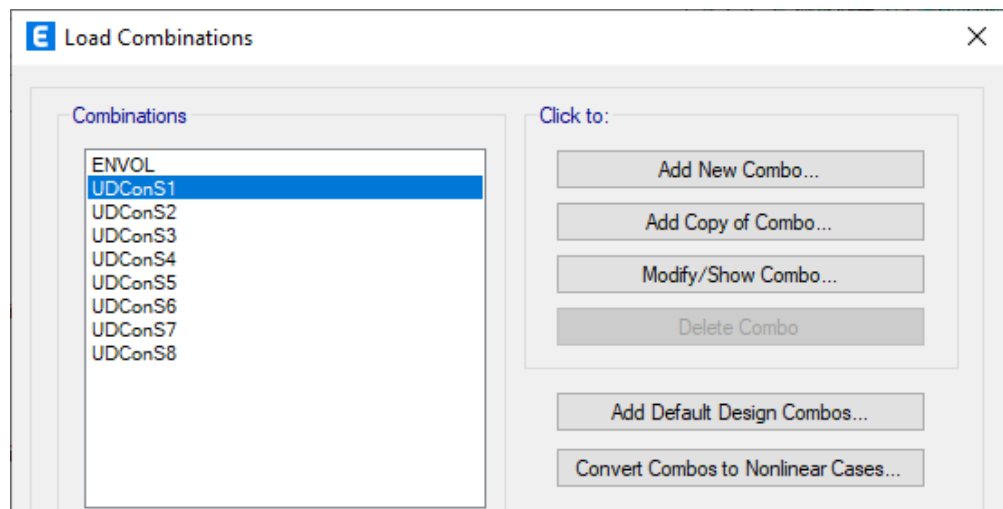 E Load Combinations
Combinations
ENVOL
UDConS1
UDConS2
UDConS3
UDConS4
UDConS5
UDConS6
UDConS7
UDConS8
Click to:
Add New Combo...
Add Copy of Combo...
Modify/Show Combo...
Delete Combo
Add Default Design Combos...
Convert Combos to Nonlinear Cases...